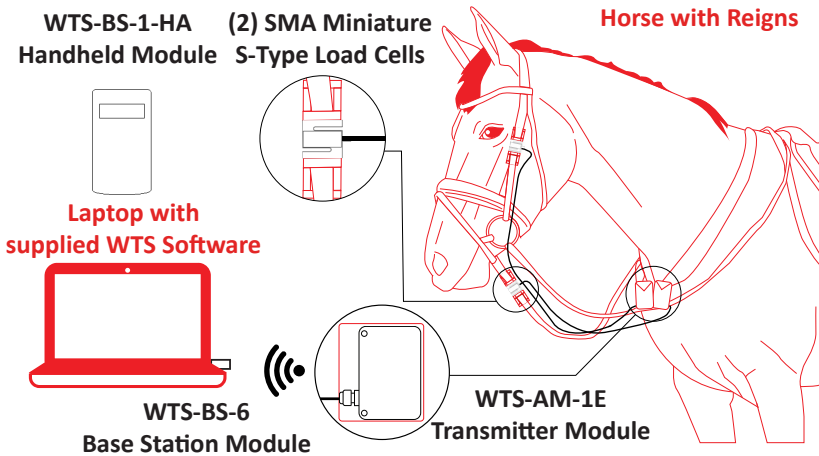 WTS-BS-1-HA
Handheld Module
(2) SMA Miniature
S-Type Load Cells
Horse with Reigns
Laptop with
supplied WTS Software
WTS-BS-6
Base Station Module
WTS-AM-1E
Transmitter Module